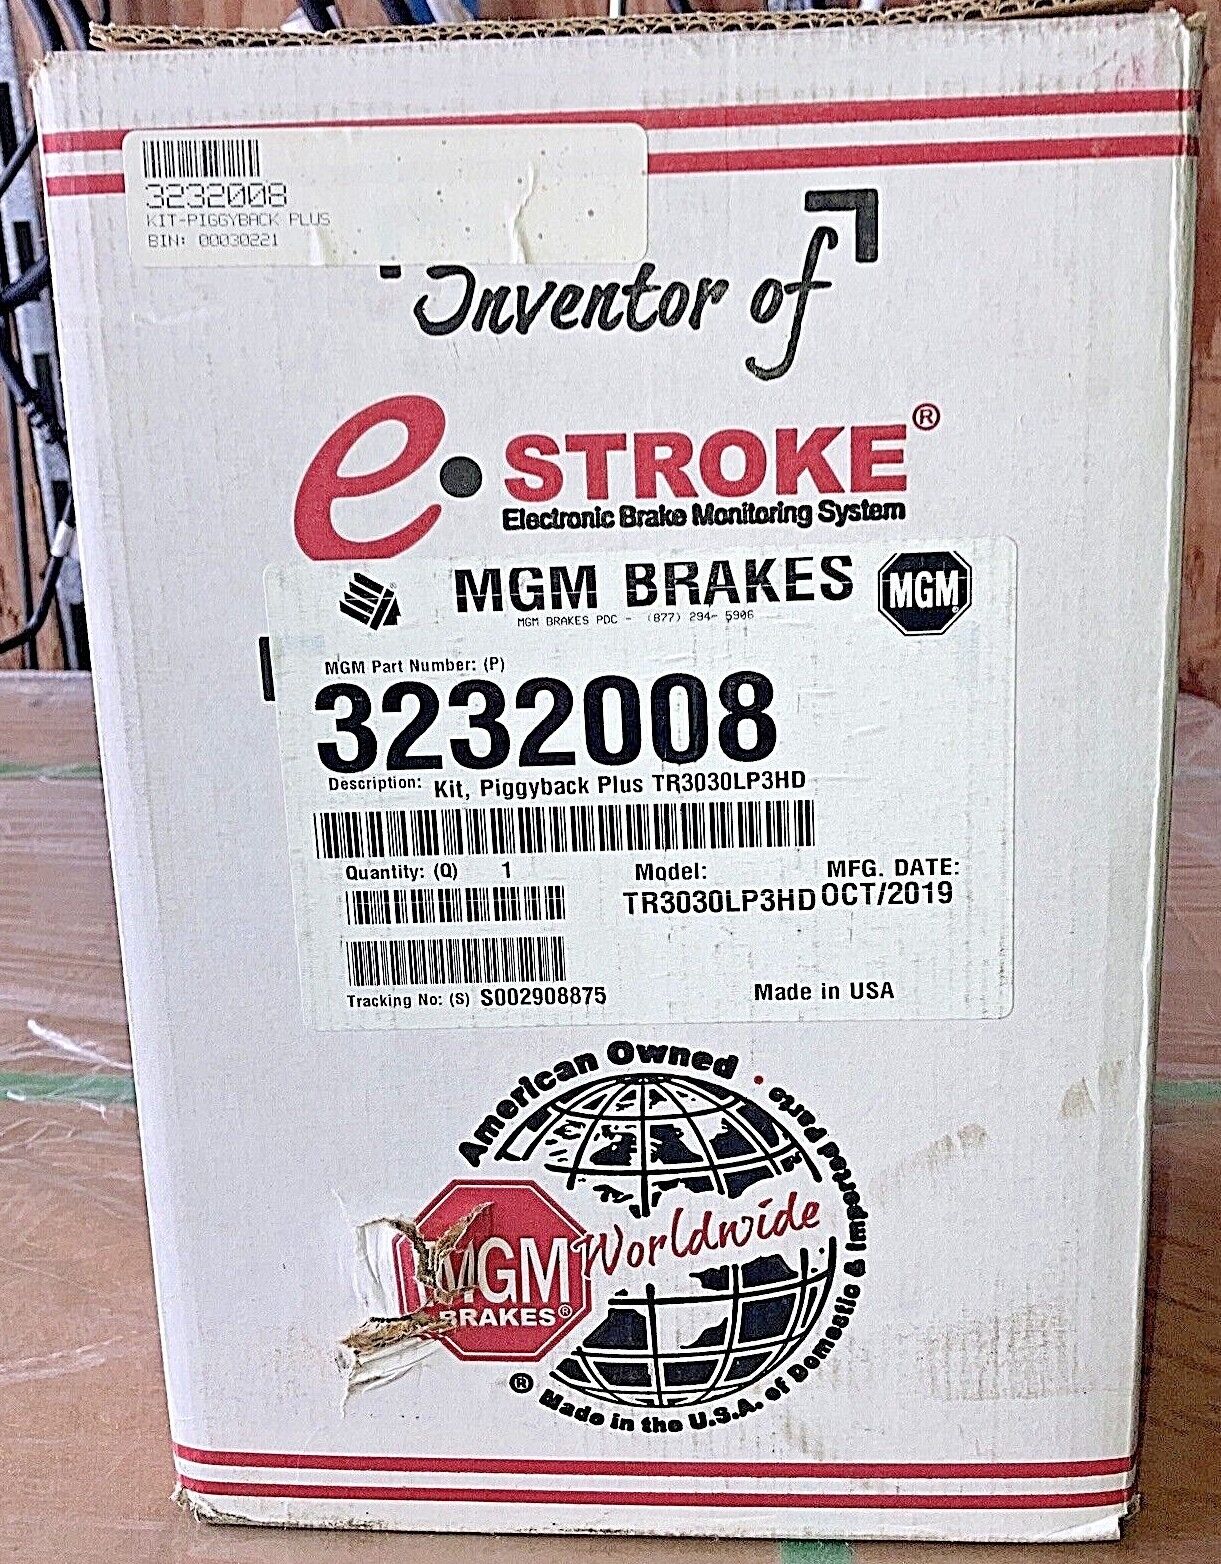 3232008
KIT-PIGGYBACK PLUS
BIN: 00030221
Inventor of
e•STROKE®
Electronic Brake Monitoring System
MGM BRAKES MGM®
MGM BRAKES PDC - (877) 294- 5906
MGM Part Number: (P)
3232008
Description: Kit, Piggyback Plus TR3030LP3HD
Quantity: (Q) 1
Model:
TR3030LP3HD
MFG. DATE:
OCT/2019
Tracking No: (S) S002908875
Made in USA
American Owned •
MGM
BRAKES®
Worldwide
® Made in the U.S.A. of Domestic & Imported Parts